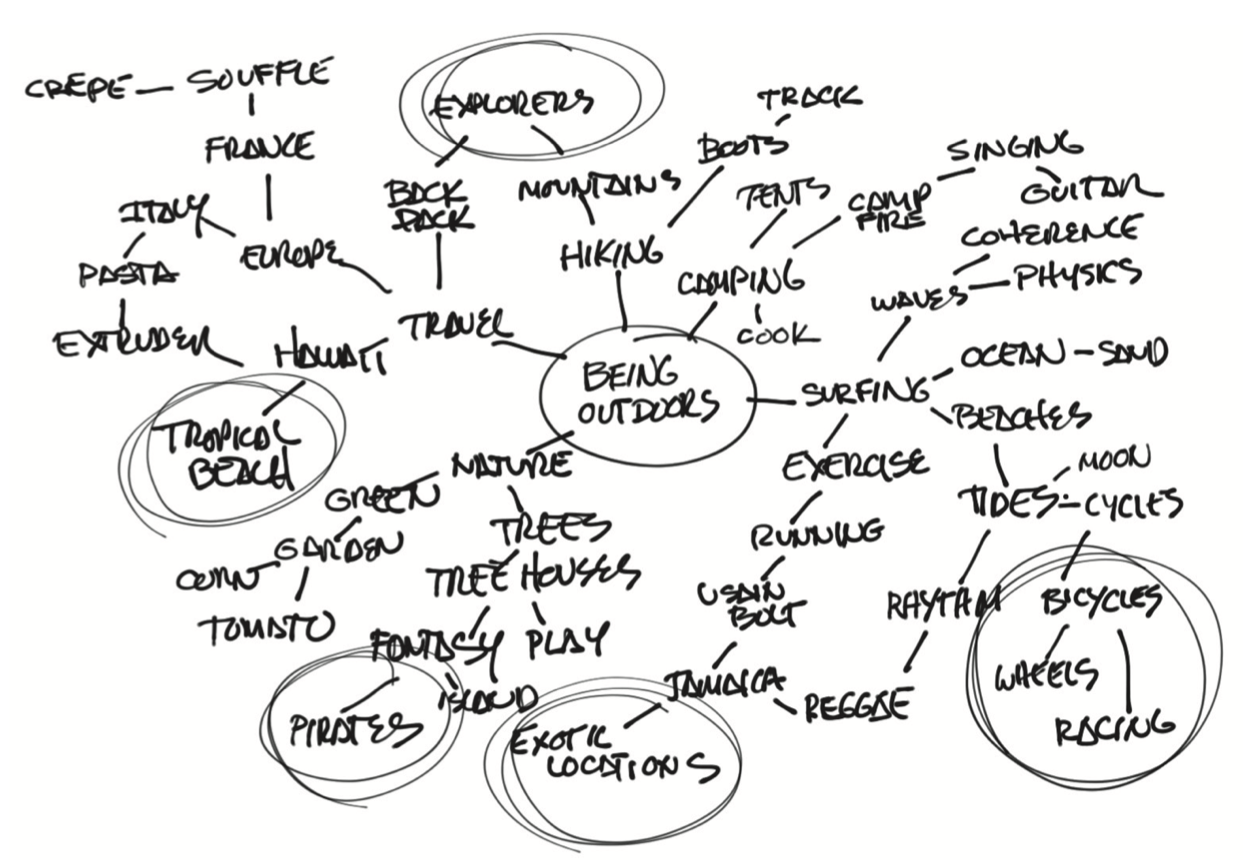 CREPE — SOUFFLE
FRANCE
ITALY
EUROPE
PASTA
EXTRUDER
HAWAII
TRAVEL
BACK
PACK
EXPLORERS
MOUNTAINS
HIKING
BOOTS
TRACK
TENTS
CAMPING
COOK
CAMP
FIRE
SINGING
GUITAR
COHERENCE
WAVES — PHYSICS
OCEAN — SAND
SURFING
BEACHES
BEING
OUTDOORS
TROPICAL
BEACH
NATURE
GREEN
GARDEN
CORN
TOMATO
TREES
TREE HOUSES
FANTASY
PLAY
ISLAND
PIRATES
EXERCISE
RUNNING
USAIN
BOLT
JAMAICA
REGGAE
EXOTIC
LOCATIONS
MOON
TIDES – CYCLES
RHYTHM
BICYCLES
WHEELS
RACING